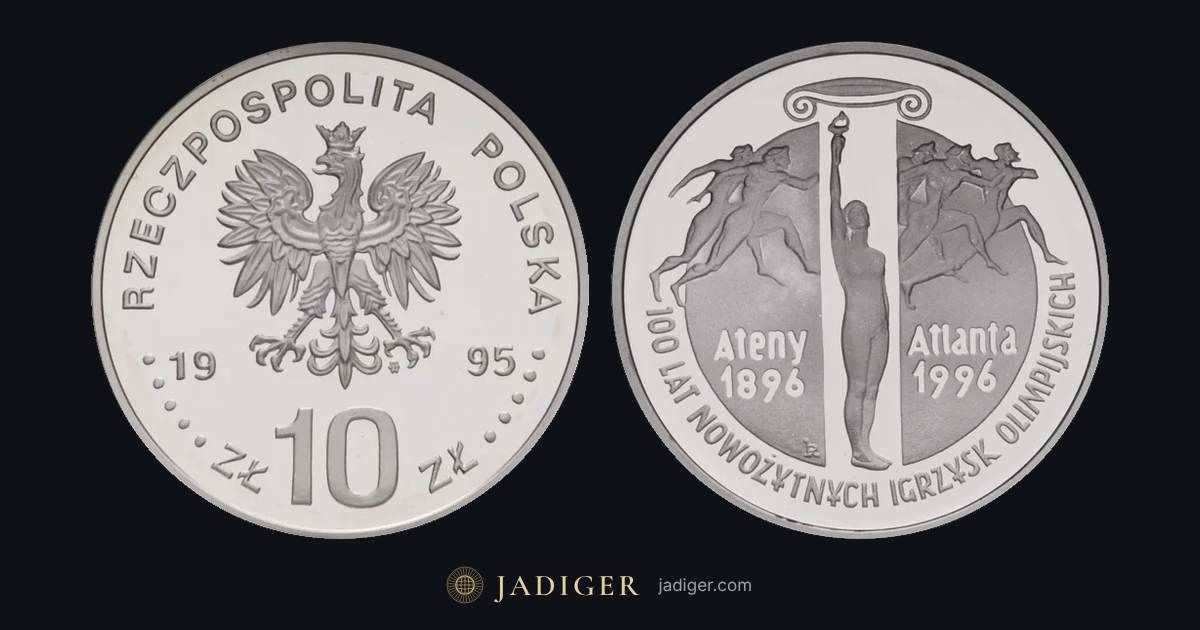 RZECZPOSPOLITA POLSKA
19 95
ZŁ 10 ZŁ
Ateny
1896
Atlanta
1996
100 LAT NOWOŻYTNYCH IGRZYSK OLIMPIJSKICH
JADIGER jadiger.com